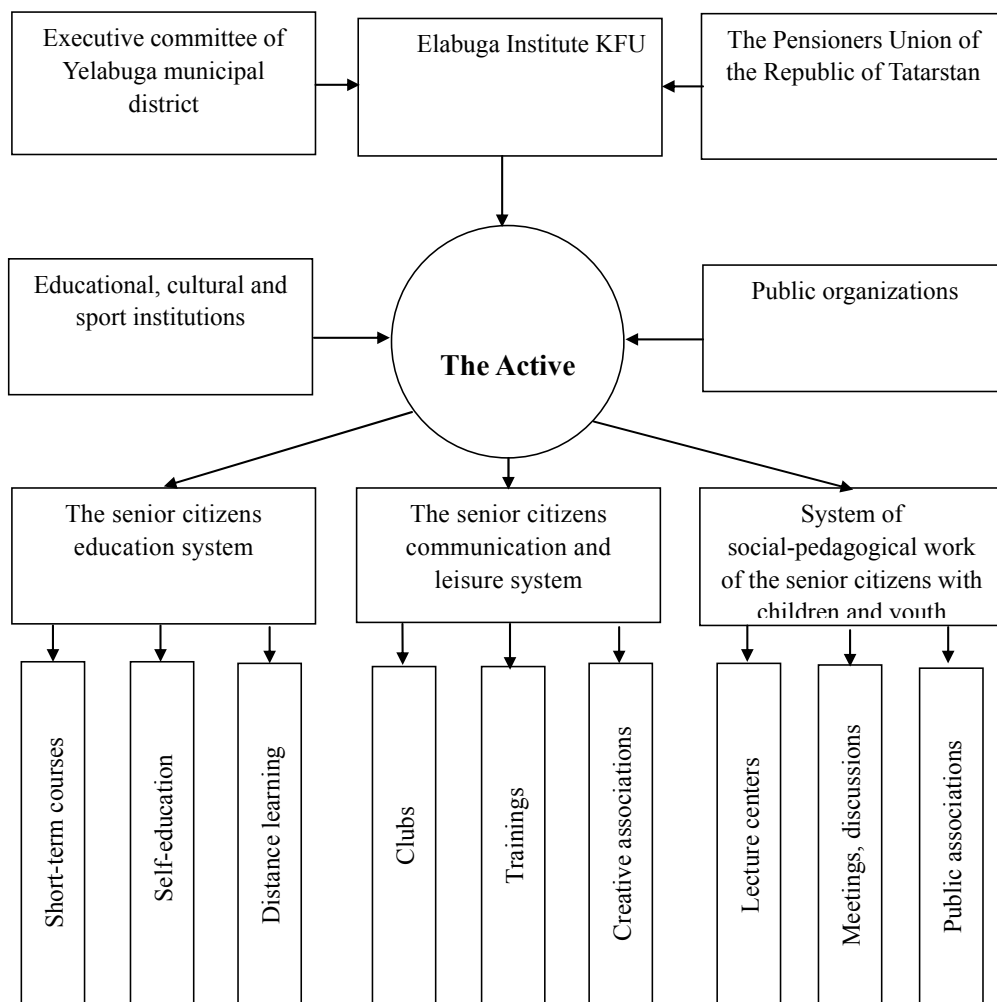 Executive committee of
Yelabuga municipal
district
Elabuga Institute KFU
The Pensioners Union of
the Republic of Tatarstan
Educational, cultural and
sport institutions
The Active
Public organizations
The senior citizens
education system
The senior citizens
communication and
leisure system
System of
social-pedagogical work
of the senior citizens with
children and youth
Short-term courses
Self-education
Distance learning
Clubs
Trainings
Creative associations
Lecture centers
Meetings, discussions
Public associations